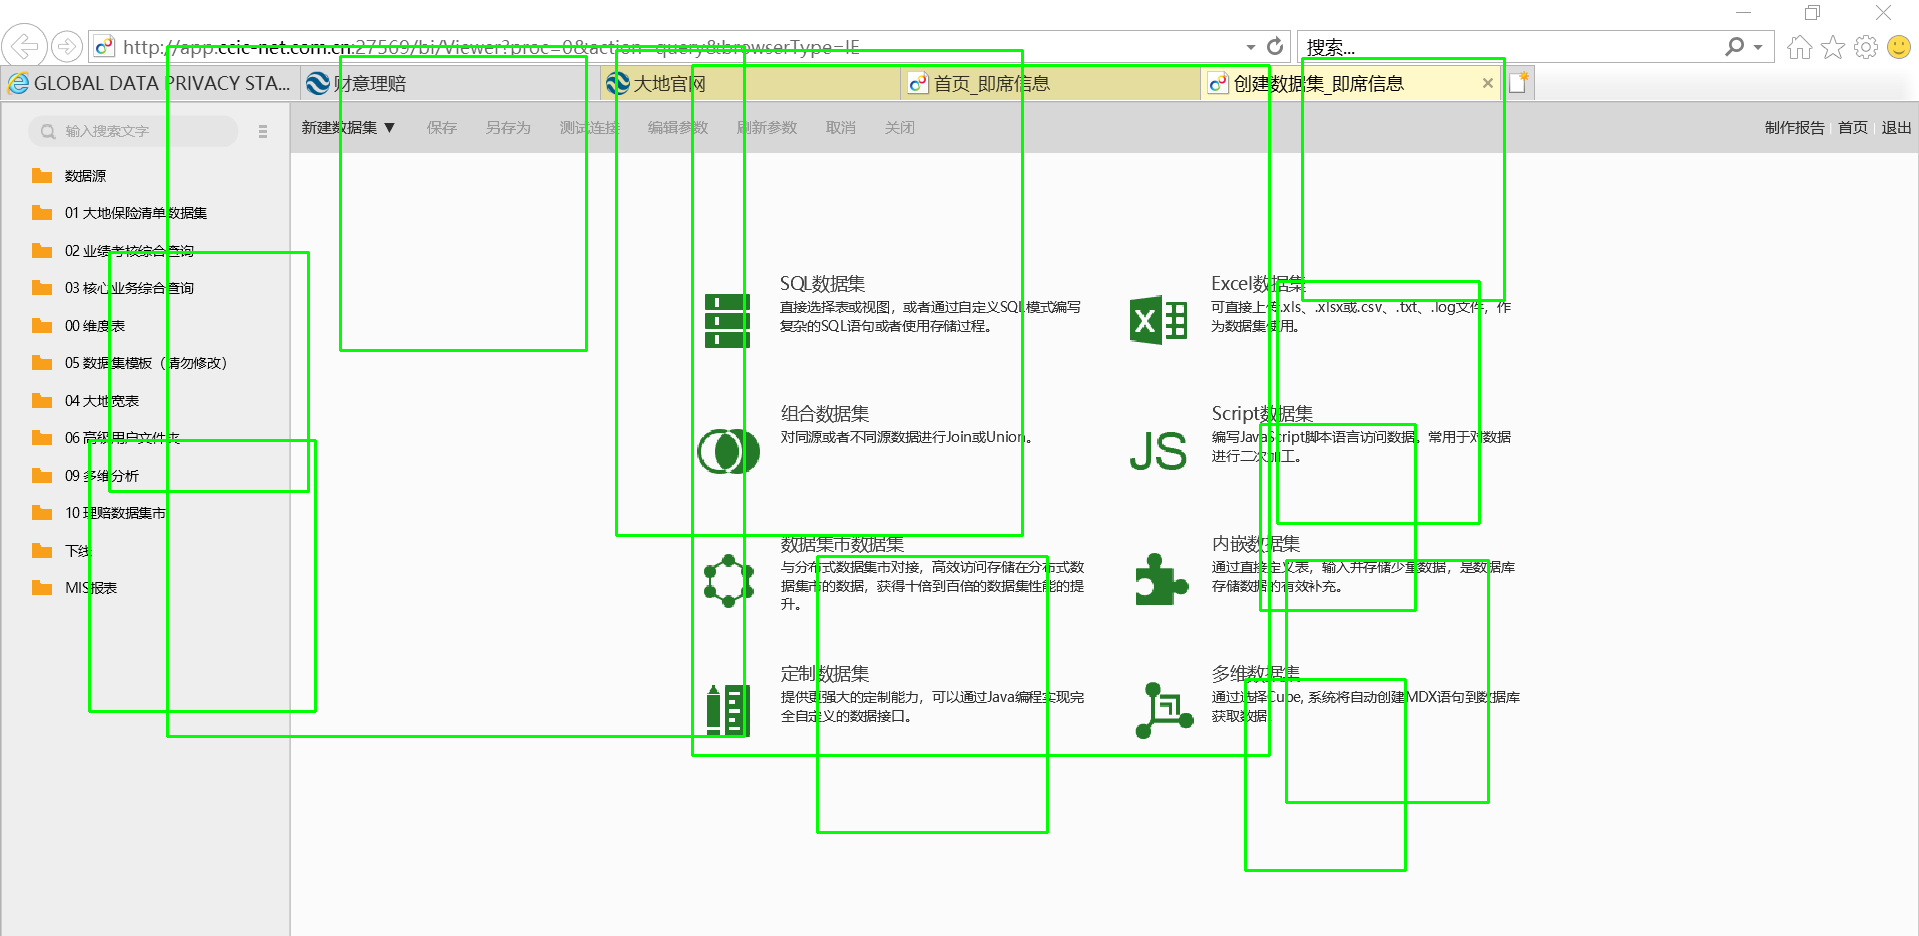 http://app.ccic-net.com.cn:27569/bi/Viewer?proc=0&action=query&browserType=IE
搜索...
GLOBAL DATA PRIVACY STA...
财意理赔
大地官网
首页_即席信息
创建数据集_即席信息
输入搜索文字
新建数据集 ▼
保存
另存为
测试连接
编辑参数
刷新参数
取消
关闭
制作报告
首页
退出
数据源
01 大地保险清单数据集
02 业绩考核综合查询
03 核心业务综合查询
00 维度表
05 数据集模板（请勿修改）
04 大地宽表
06 高级用户文件夹
09 多维分析
10 理赔数据集市
下线
MIS报表
SQL数据集
直接选择表或视图，或者通过自定义SQL模式编写
复杂的SQL语句或者使用存储过程。
Excel数据集
可直接上传.xls、.xlsx或.csv、.txt、.log文件，作
为数据集使用。
组合数据集
对同源或者不同源数据进行Join或Union。
JS
Script数据集
编写JavaScript脚本语言访问数据。常用于对数据
进行二次加工。
数据集市数据集
与分布式数据集市对接，高效访问存储在分布式数
据集市的数据，获得十倍到百倍的数据集性能的提
升。
内嵌数据集
通过直接定义表，输入并存储少量数据，是数据库
存储数据的有效补充。
定制数据集
提供更强大的定制能力，可以通过Java编程实现完
全自定义的数据接口。
多维数据集
通过选择Cube, 系统将自动创建MDX语句到数据库
获取数据。